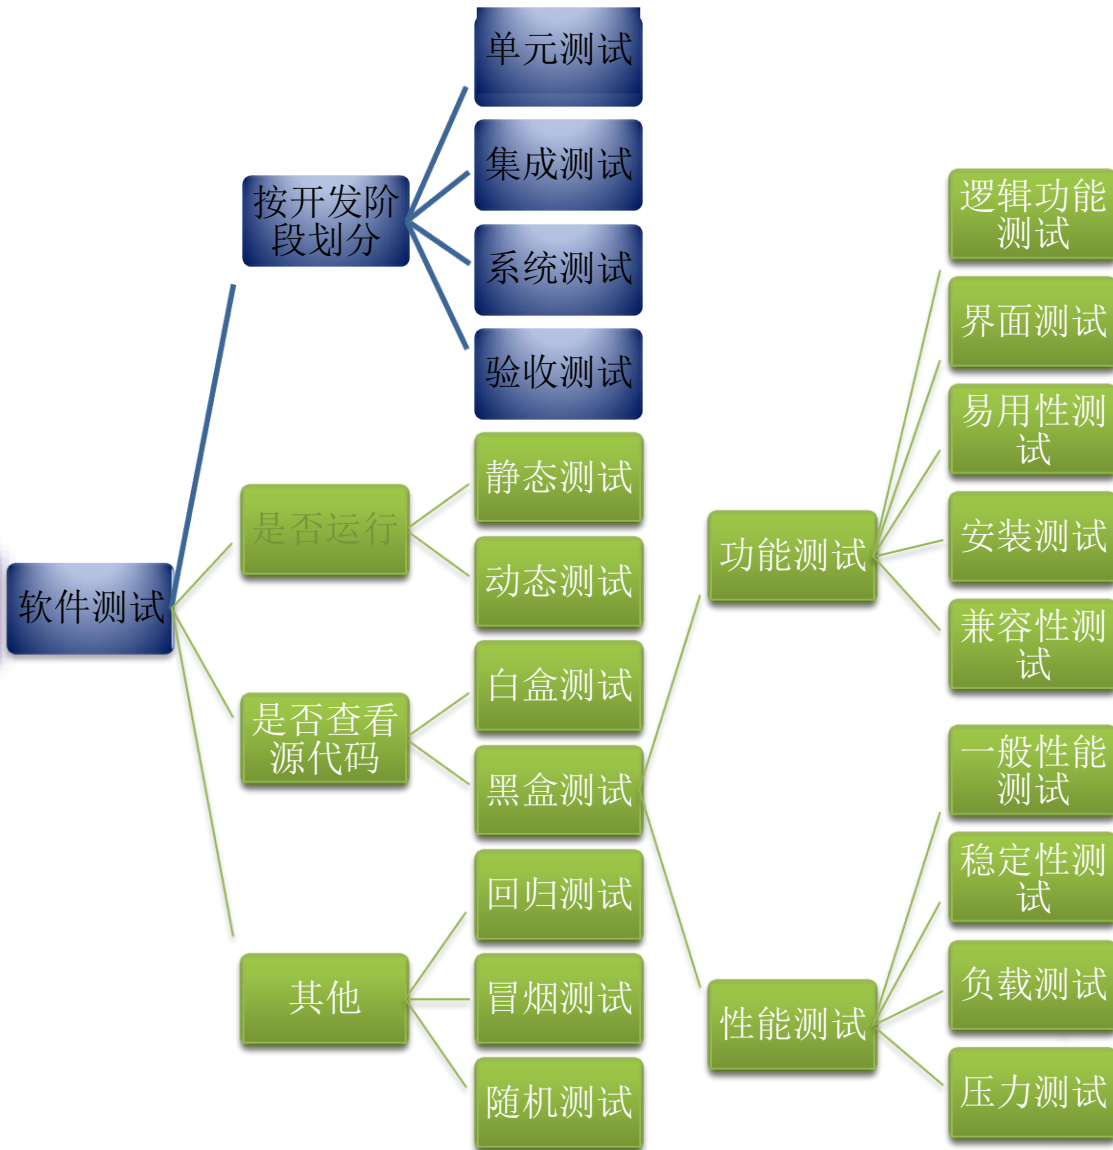 软件测试
按开发阶
段划分
单元测试
集成测试
系统测试
验收测试
是否运行
静态测试
动态测试
是否查看
源代码
白盒测试
黑盒测试
功能测试
逻辑功能
测试
界面测试
易用性测
试
安装测试
兼容性测
试
性能测试
一般性能
测试
稳定性测
试
负载测试
压力测试
其他
回归测试
冒烟测试
随机测试